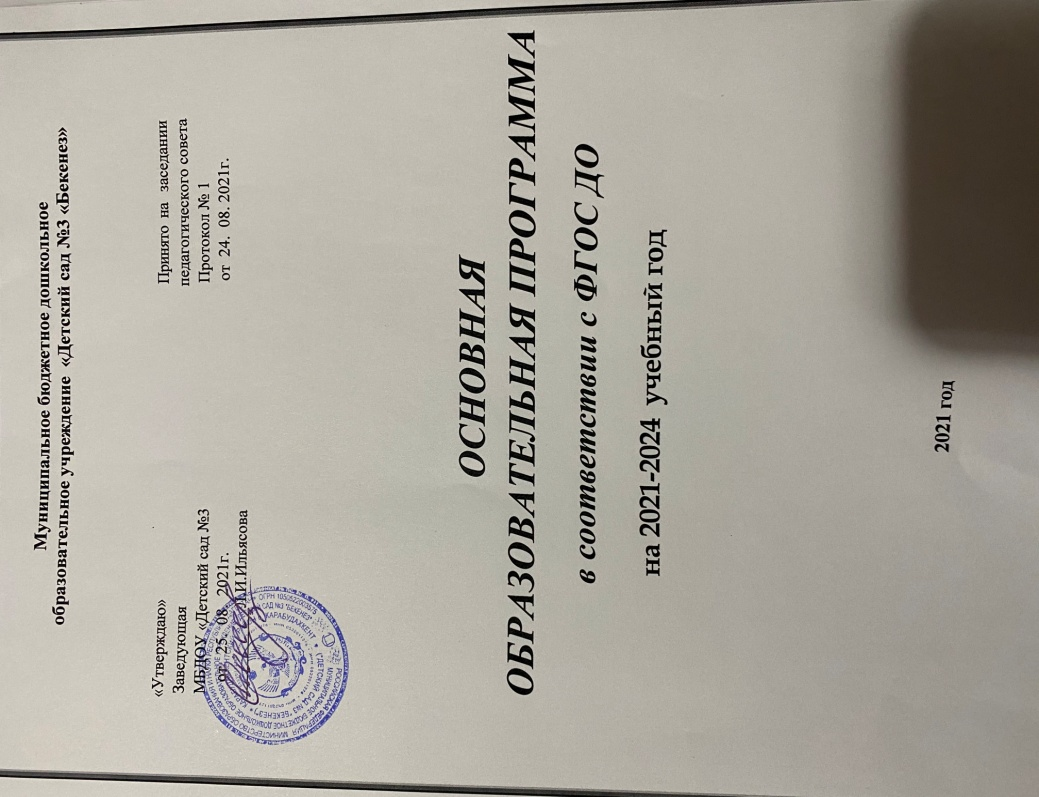 Муниципальное бюджетное дошкольное
образовательное учреждение «Детский сад №3 «Бекенез»
«Утверждаю»
Заведующая
МБДОУ «Детский сад №3
от 25. 08. 2021г.
Л.И.Ильясова
Принято на заседании
педагогического совета
Протокол № 1
от 24. 08. 2021г.
ОСНОВНАЯ
ОБРАЗОВАТЕЛЬНАЯ ПРОГРАММА
в соответствии с ФГОС ДО
на 2021-2024 учебный год
2021 год